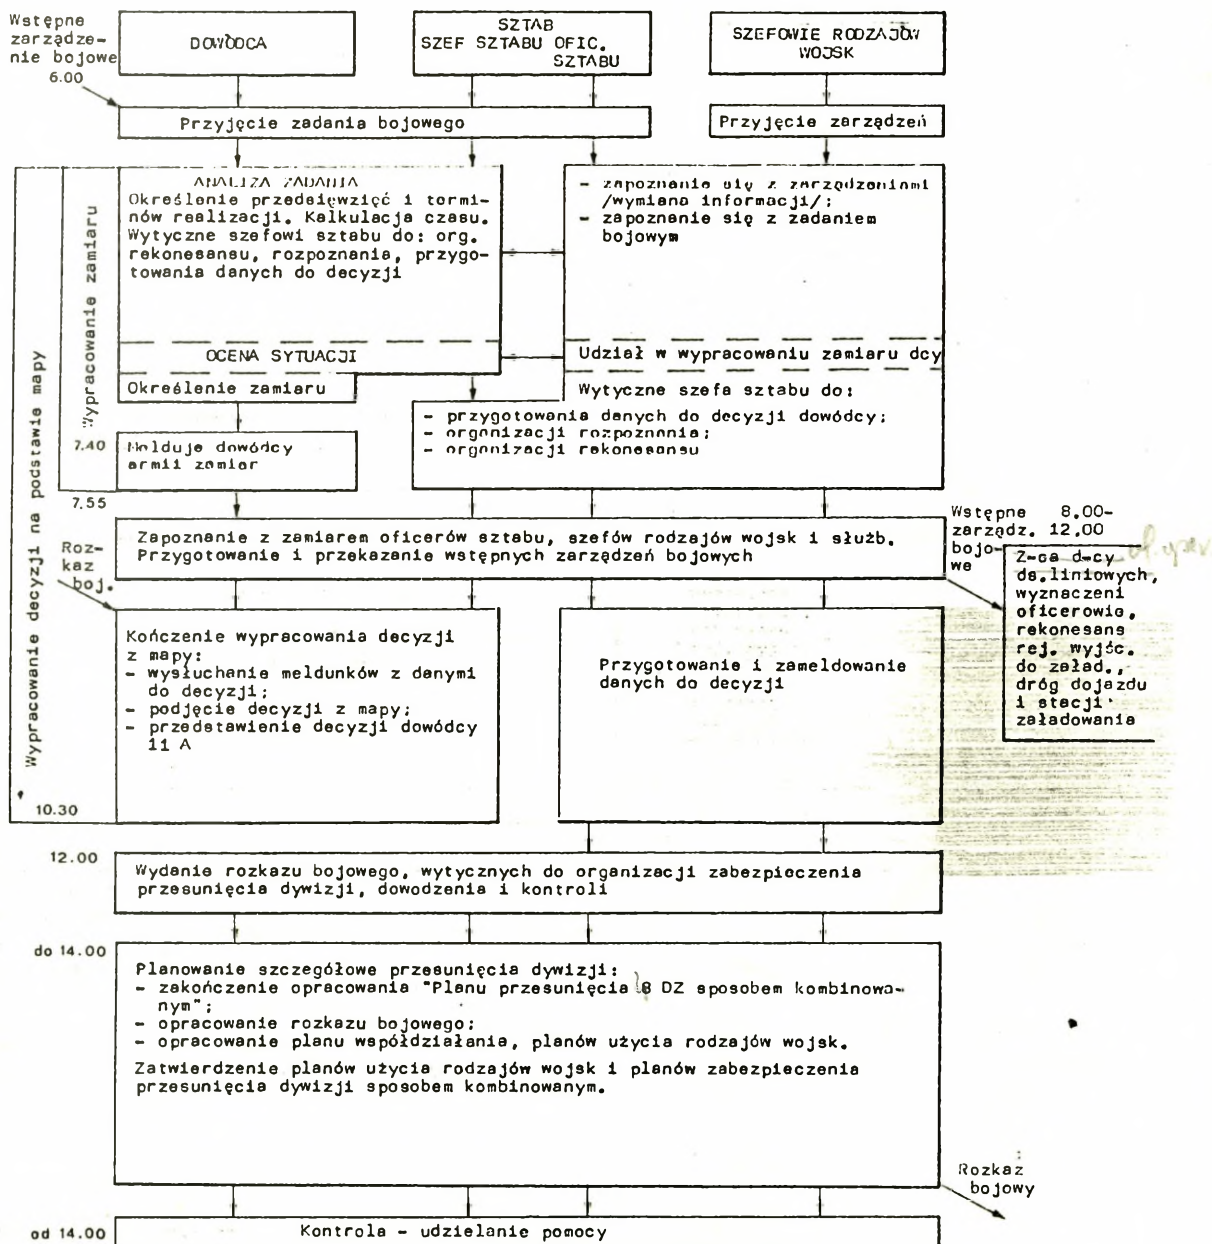 Wstępne
zarządze-
nie bojowe
6.00
DOWÓDCA
SZTAB
SZEF SZTABU OFIC.
SZTABU
SZEFOWIE RODZAJÓW
WOJSK
Przyjęcie zadania bojowego
Przyjęcie zarządzeń
Wypracowanie decyzji na podstawie mapy
Wypracowanie zamiaru
ANALIZA ZADANIA
Określenie przedsięwzięć i termi-
nów realizacji. Kalkulacja czasu.
Wytyczne szefowi sztabu do: org.
rekonesansu, rozpoznania, przygo-
towania danych do decyzji
- zapoznanie się z zarządzeniami
/wymiana informacji/;
- zapoznanie się z zadaniem
bojowym
OCENA SYTUACJI
Udział w wypracowaniu zamiaru dcy
Określenie zamiaru
Wytyczne szefa sztabu do:
- przygotowania danych do decyzji dowódcy;
- organizacji rozpoznania;
- organizacji rekonesansu
7.40
Melduje dowódcy
armii zamiar
7.55
Zapoznanie z zamiarem oficerów sztabu, szefów rodzajów wojsk i służb.
Przygotowanie i przekazanie wstępnych zarządzeń bojowych
Wstępne 8.00-
zarządz. 12.00
bojo-
we
Roz-
kaz
boj.
Z-ca d-cy
ds.liniowych,
wyznaczeni
oficerowie,
rekonesans
rej. wyjśc.
do załad.,
dróg dojazdu
i stacji
załadowania
Kończenie wypracowania decyzji
z mapy:
- wysłuchanie meldunków z danymi
do decyzji;
- podjęcie decyzji z mapy;
- przedstawienie decyzji dowódcy
11 A
Przygotowanie i zameldowanie
danych do decyzji
10.30
12.00
Wydanie rozkazu bojowego, wytycznych do organizacji zabezpieczenia
przesunięcia dywizji, dowodzenia i kontroli
do 14.00
Planowanie szczegółowe przesunięcia dywizji:
- zakończenie opracowania "Planu przesunięcia 8 DZ sposobem kombinowa-
nym";
- opracowanie rozkazu bojowego;
- opracowanie planu współdziałania, planów użycia rodzajów wojsk.
Zatwierdzenie planów użycia rodzajów wojsk i planów zabezpieczenia
przesunięcia dywizji sposobem kombinowanym.
Rozkaz
bojowy
od 14.00
Kontrola - udzielanie pomocy